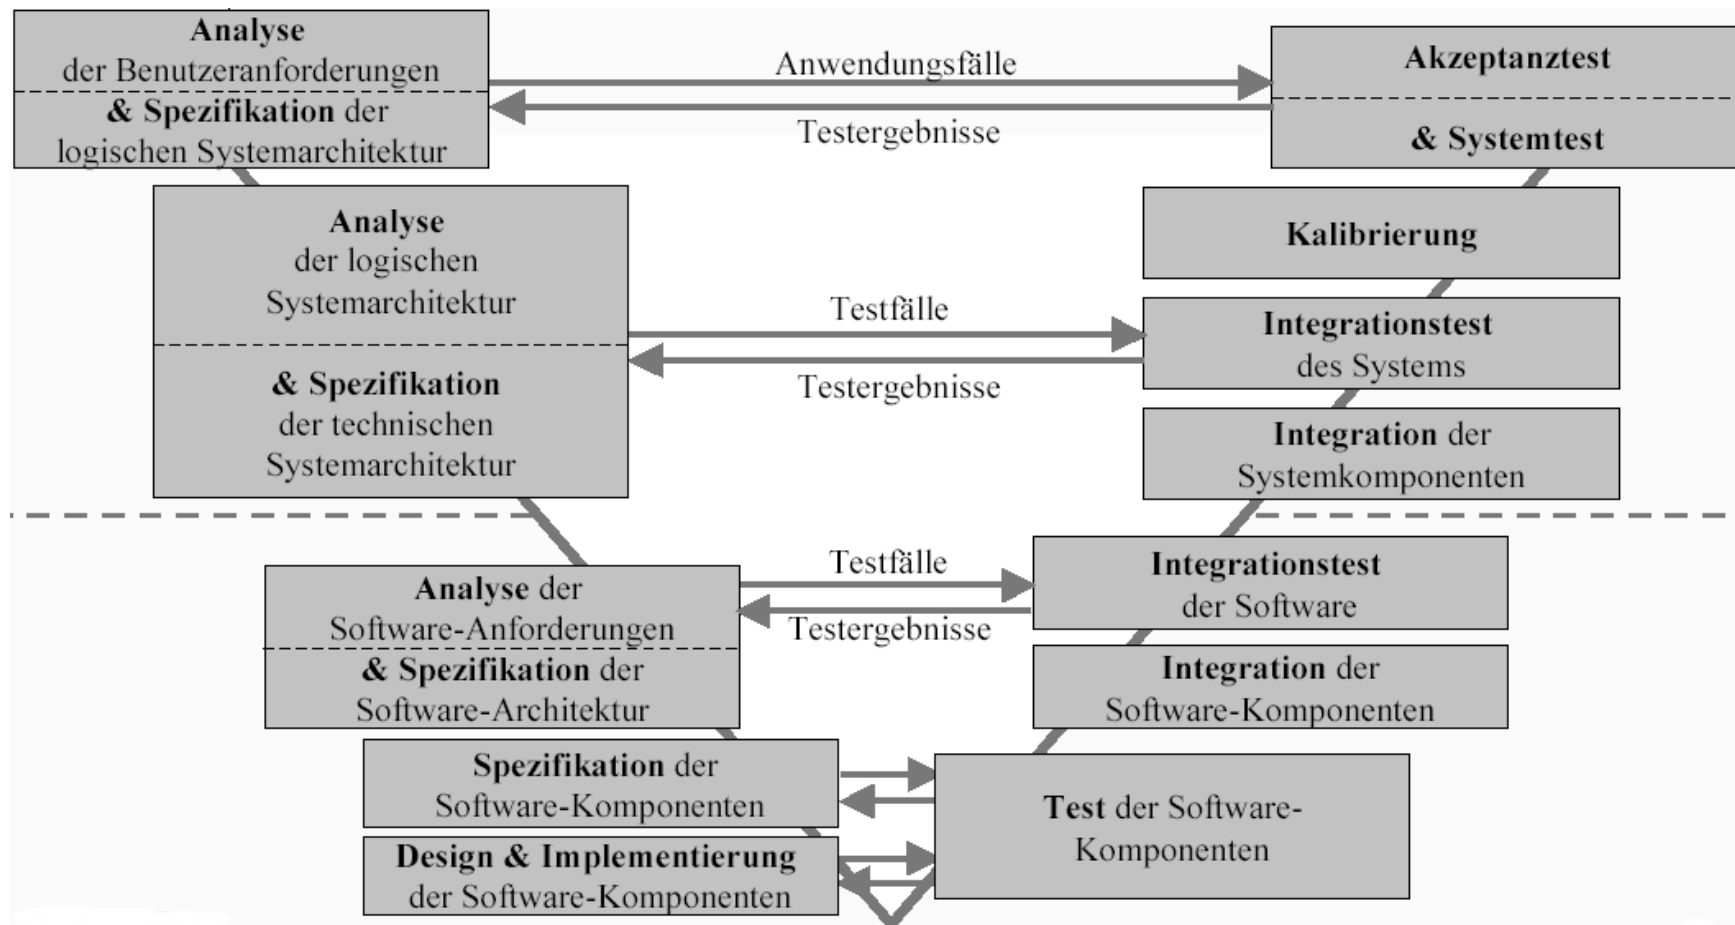 Analyse
der Benutzeranforderungen
& Spezifikation der
logischen Systemarchitektur
Anwendungsfälle
Testergebnisse
Akzeptanztest
& Systemtest
Analyse
der logischen
Systemarchitektur
& Spezifikation
der technischen
Systemarchitektur
Testfälle
Testergebnisse
Kalibrierung
Integrationstest
des Systems
Integration der
Systemkomponenten
Analyse der
Software-Anforderungen
& Spezifikation der
Software-Architektur
Testfälle
Testergebnisse
Integrationstest
der Software
Integration der
Software-Komponenten
Spezifikation der
Software-Komponenten
Design & Implementierung
der Software-Komponenten
Test der Software-
Komponenten